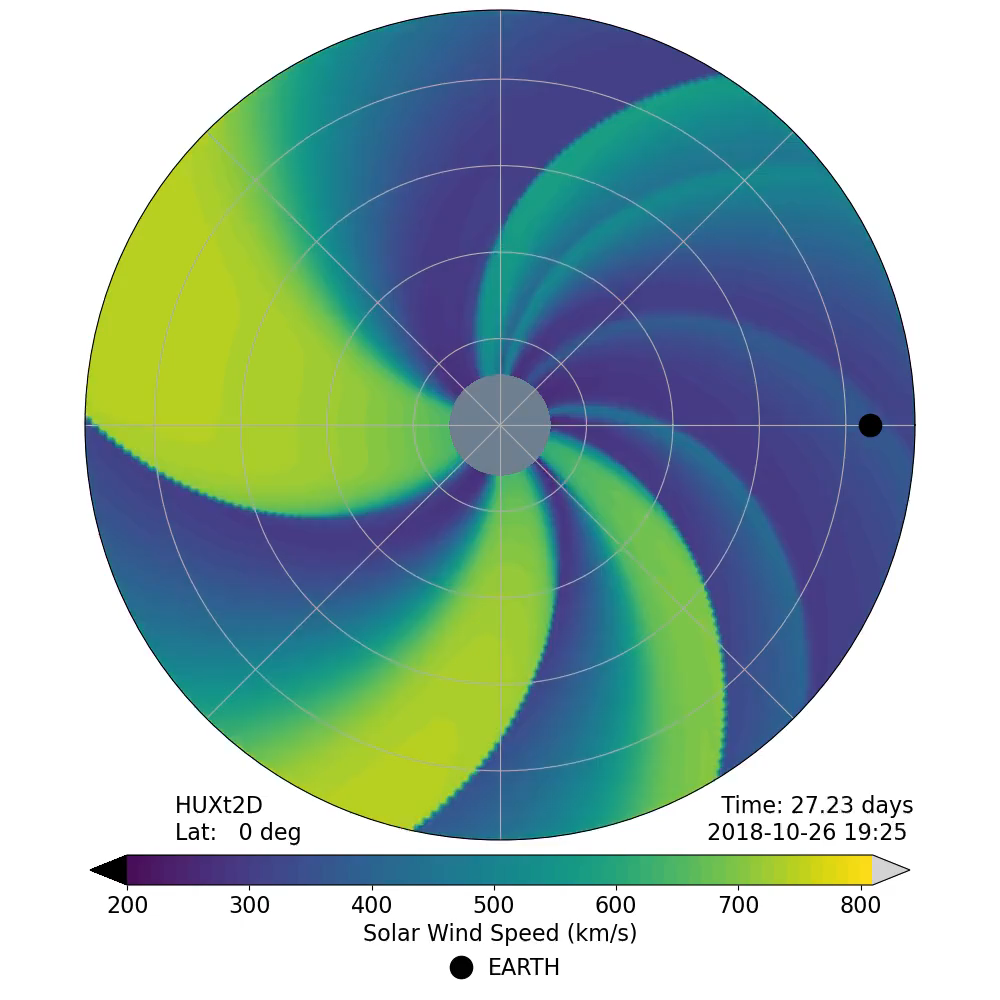 HUXt2D
Lat:   0 deg
Time: 27.23 days
2018-10-26 19:25
200 300 400 500 600 700 800
Solar Wind Speed (km/s)
EARTH